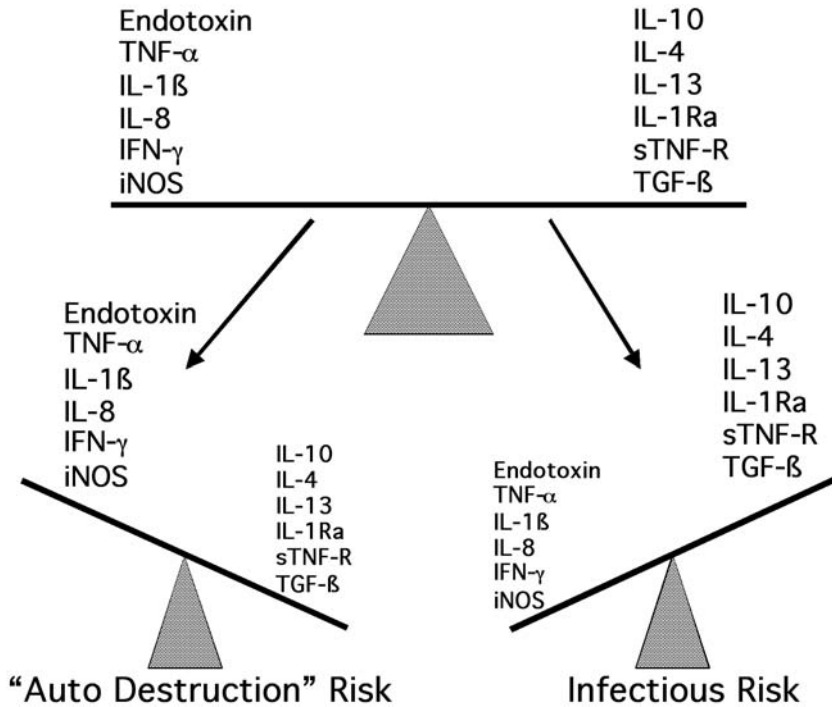 Endotoxin
TNF-α
IL-1ß
IL-8
IFN-γ
iNOS
IL-10
IL-4
IL-13
IL-1Ra
sTNF-R
TGF-ß
Endotoxin
TNF-α
IL-1ß
IL-8
IFN-γ
iNOS
IL-10
IL-4
IL-13
IL-1Ra
sTNF-R
TGF-ß
"Auto Destruction" Risk
Endotoxin
TNF-α
IL-1ß
IL-8
IFN-γ
iNOS
IL-10
IL-4
IL-13
IL-1Ra
sTNF-R
TGF-ß
Infectious Risk